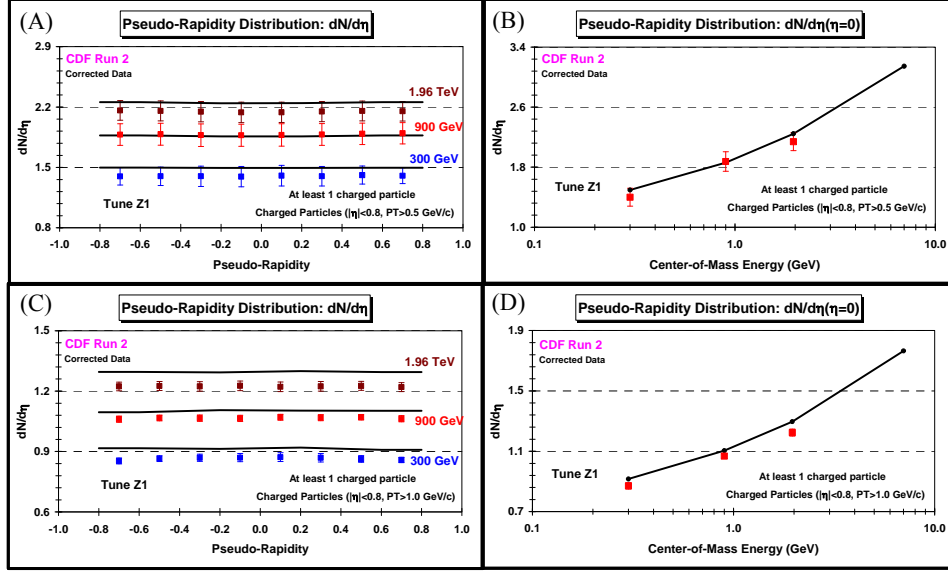 (A)
Pseudo-Rapidity Distribution: dN/dη
CDF Run 2
Corrected Data
1.96 TeV
900 GeV
300 GeV
Tune Z1
At least 1 charged particle
Charged Particles (|η|<0.8, PT>0.5 GeV/c)
dN/dη
2.9
2.2
1.5
0.8
-1.0 -0.8 -0.6 -0.4 -0.2 0.0 0.2 0.4 0.6 0.8 1.0
Pseudo-Rapidity
(B)
Pseudo-Rapidity Distribution: dN/dη(η=0)
CDF Run 2
Corrected Data
Tune Z1
At least 1 charged particle
Charged Particles (|η|<0.8, PT>0.5 GeV/c)
dN/dη
3.4
2.6
1.8
1.0
0.1 1.0 10.0
Center-of-Mass Energy (GeV)
(C)
Pseudo-Rapidity Distribution: dN/dη
CDF Run 2
Corrected Data
1.96 TeV
900 GeV
300 GeV
Tune Z1
At least 1 charged particle
Charged Particles (|η|<0.8, PT>1.0 GeV/c)
dN/dη
1.5
1.2
0.9
0.6
-1.0 -0.8 -0.6 -0.4 -0.2 0.0 0.2 0.4 0.6 0.8 1.0
Pseudo-Rapidity
(D)
Pseudo-Rapidity Distribution: dN/dη(η=0)
CDF Run 2
Corrected Data
Tune Z1
At least 1 charged particle
Charged Particles (|η|<0.8, PT>1.0 GeV/c)
dN/dη
1.9
1.5
1.1
0.7
0.1 1.0 10.0
Center-of-Mass Energy (GeV)